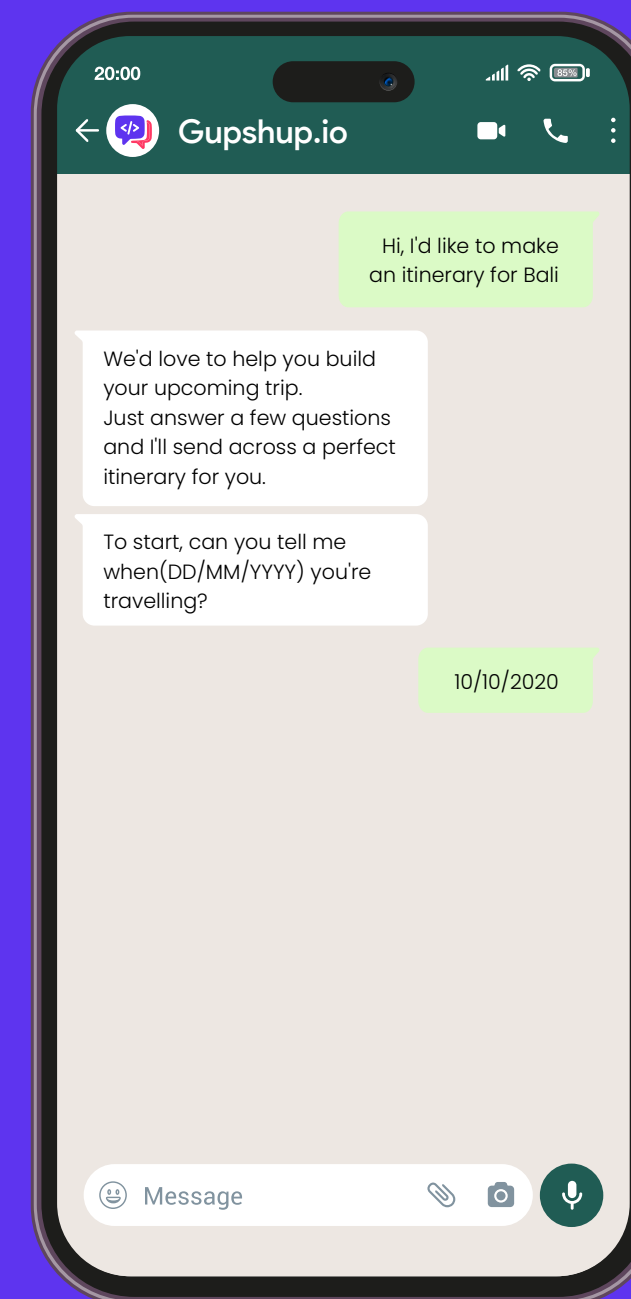 20:00
85%
</>
Gupshup.io
Hi, I'd like to make
an itinerary for Bali
We'd love to help you build
your upcoming trip.
Just answer a few questions
and I'll send across a perfect
itinerary for you.
To start, can you tell me
when(DD/MM/YYYY) you're
travelling?
10/10/2020
Message